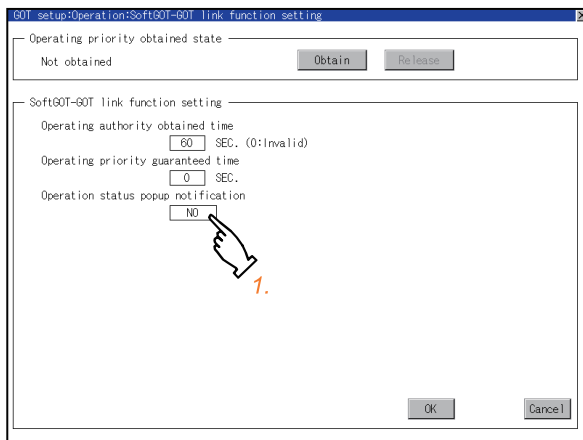 GOT setup:Operation:SoftGOT-GOT link function setting
Operating priority obtained state
Not obtained Obtain Release
SoftGOT-GOT link function setting
Operating authority obtained time
60 SEC. (0:Invalid)
Operating priority guaranteed time
0 SEC.
Operation status popup notification
NO
1.
OK Cancel